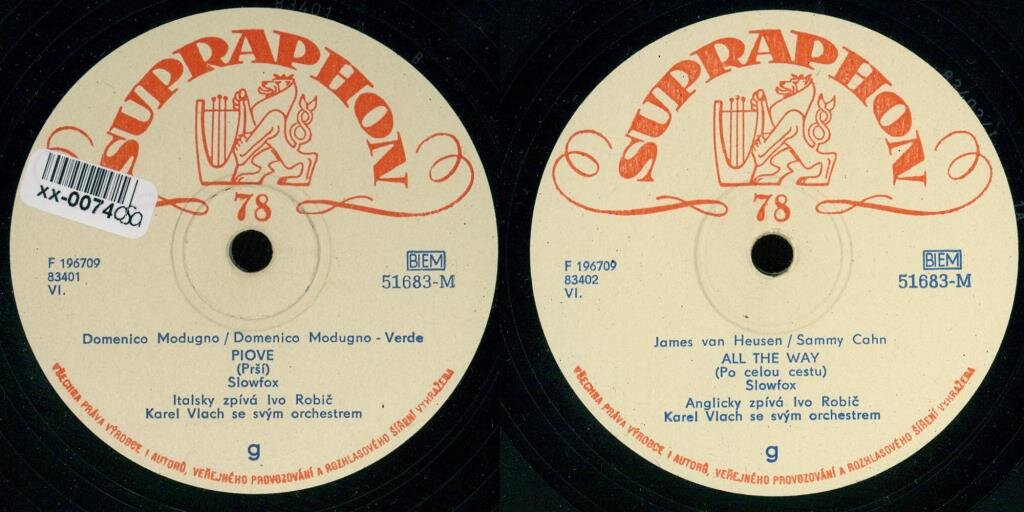 SUPRAPHON
78
xx-0074
F 196709
83401
VI.
BIEM
51683-M
Domenico Modugno / Domenico Modugno - Verde
PIOVE
(Prší)
Slowfox
Italsky zpívá Ivo Robič
Karel Vlach se svým orchestrem
g
VŠECHNA PRÁVA VÝROBCE I AUTORŮ, VEŘEJNÉHO PROVOZOVÁNÍ A ROZHLASOVÉHO ŠÍŘENÍ VYHRAŽENA
SUPRAPHON
78
F 196709
83402
VI.
BIEM
51683-M
James van Heusen / Sammy Cahn
ALL THE WAY
(Po celou cestu)
Slowfox
Anglicky zpívá Ivo Robič
Karel Vlach se svým orchestrem
g
VŠECHNA PRÁVA VÝROBCE I AUTORŮ, VEŘEJNÉHO PROVOZOVÁNÍ A ROZHLASOVÉHO ŠÍŘENÍ VYHRAŽENA